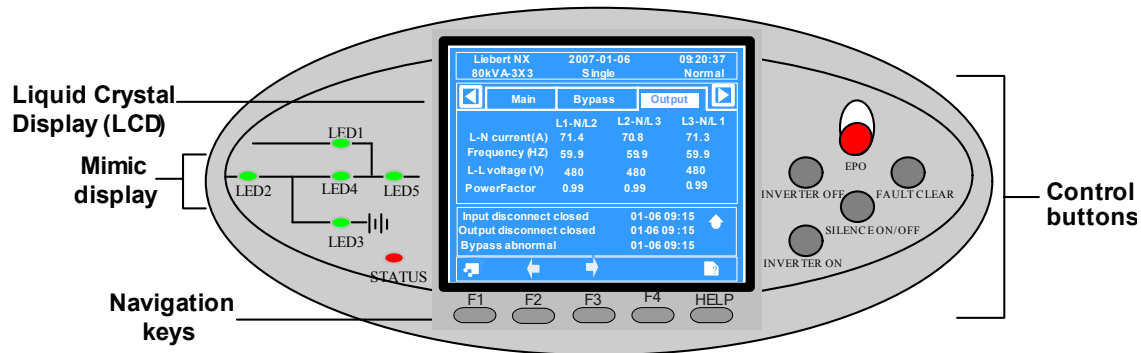 Liquid Crystal
Display (LCD)
Mimic
display
Navigation
keys
LED1
LED2
LED4
LED5
LED3
STATUS
Liebert NX 2007-01-06 09:20:37
80kVA-3X3 Single Normal
Main Bypass Output
L1-N/L2 L2-N/L3 L3-N/L1
L-N current(A) 71.4 70.8 71.3
Frequency (HZ) 59.9 59.9 59.9
L-L voltage (V) 480 480 480
PowerFactor 0.99 0.99 0.99
Input disconnect closed 01-06 09:15
Output disconnect closed 01-06 09:15
Bypass abnormal 01-06 09:15
?
F1 F2 F3 F4 HELP
EPO
INVERTER OFF
FAULT CLEAR
SILENCE ON/OFF
INVERTER ON
Control
buttons